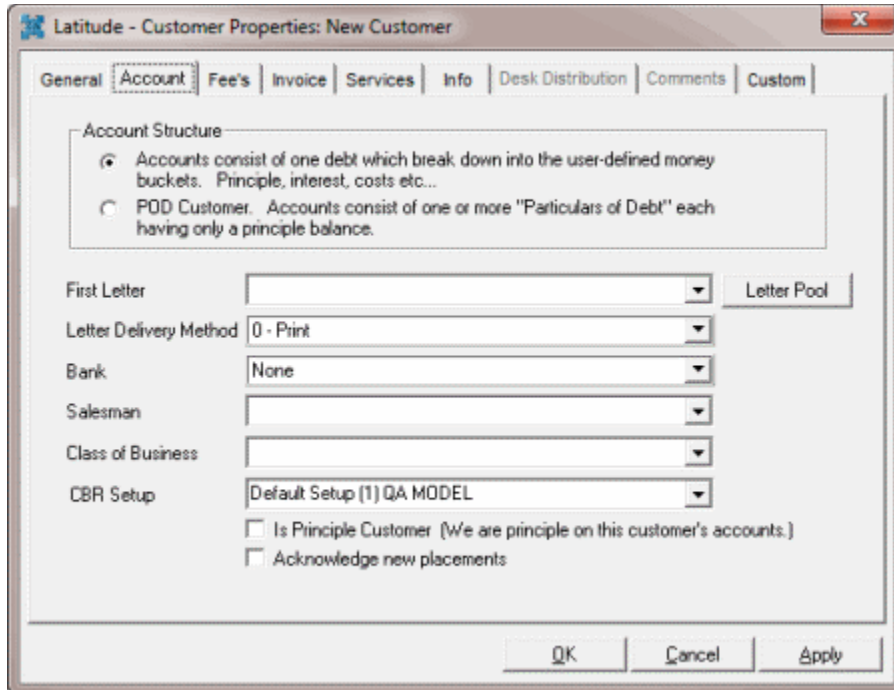 Latitude - Customer Properties: New Customer
General Account Fee's Invoice Services Info Desk Distribution Comments Custom
Account Structure
Accounts consist of one debt which break down into the user-defined money
buckets. Principle, interest, costs etc...
POD Customer. Accounts consist of one or more "Particulars of Debt" each
having only a principle balance.
First Letter Letter Pool
Letter Delivery Method 0 - Print
Bank None
Salesman
Class of Business
CBR Setup Default Setup (1) QA MODEL
Is Principle Customer (We are principle on this customer's accounts.)
Acknowledge new placements
OK Cancel Apply